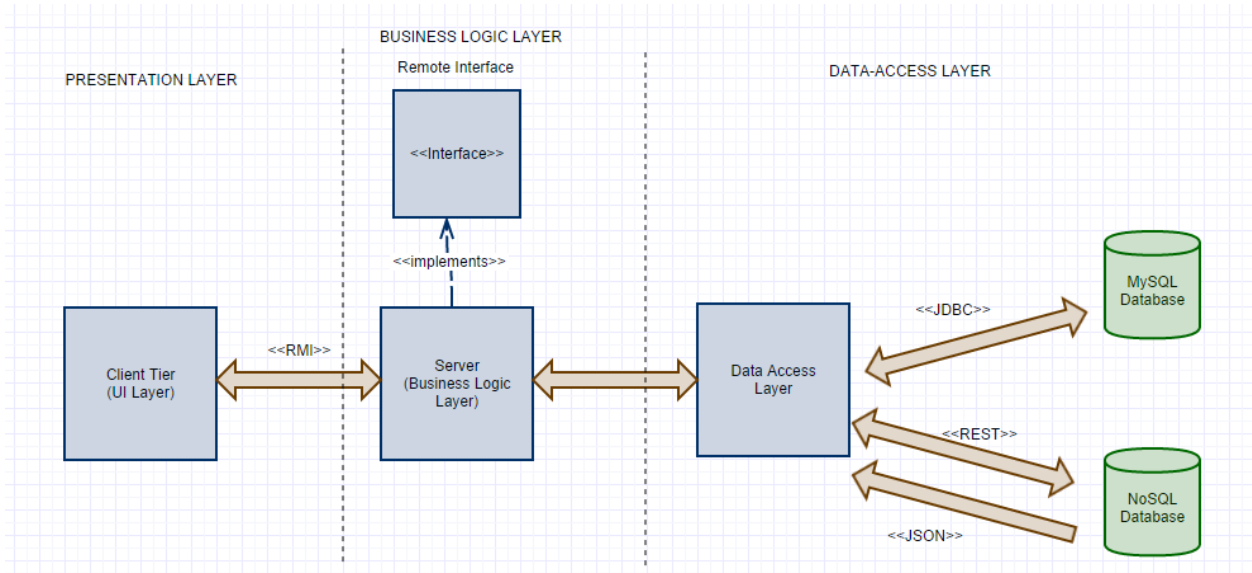 BUSINESS LOGIC LAYER
PRESENTATION LAYER
Remote Interface
DATA-ACCESS LAYER
<<Interface>>
<<implements>>
Client Tier
(UI Layer)
<<RMI>>
Server
(Business Logic
Layer)
Data Access
Layer
<<JDBC>>
MySQL
Database
<<REST>>
<<JSON>>
NoSQL
Database